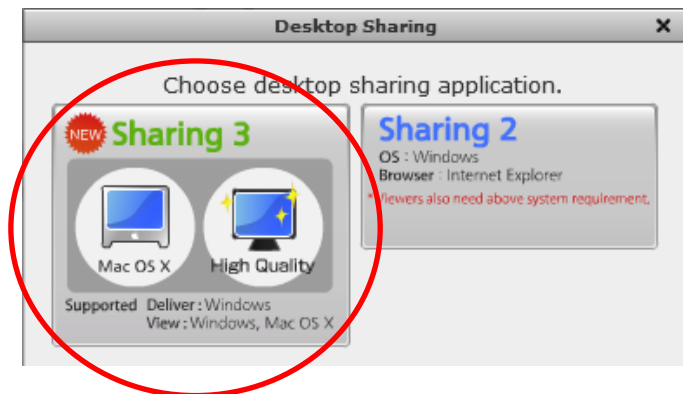 Desktop Sharing
Choose desktop sharing application.
NEW Sharing 3
Mac OS X
High Quality
Supported Deliver : Windows
View : Windows, Mac OS X
Sharing 2
OS : Windows
Browser : Internet Explorer
*Viewers also need above system requirement.